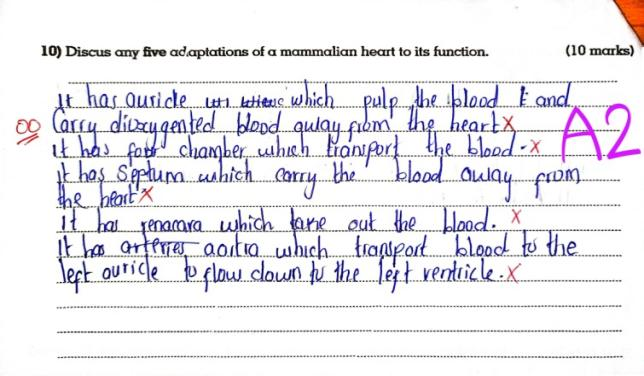 10) Discus any five adaptations of a mammalian heart to its function. (10 marks)
It has auricle which pulp the blood and
00 Carry dioxygented blood away from the heart x A2
it has four chamber which transport the blood - x
it has Septum which carry the blood away from
the heart x
It has venacava which take out the blood. x
It has arteries aorta which transport blood to the
left auricle to flow down to the left ventricle. x